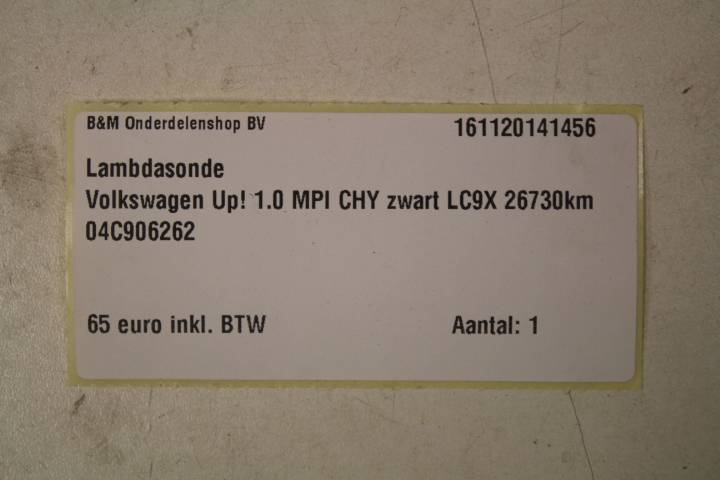 B&M Onderdelenshop BV 161120141456
Lambdasonde
Volkswagen Up! 1.0 MPI CHY zwart LC9X 26730km
04C906262
65 euro inkl. BTW Aantal: 1